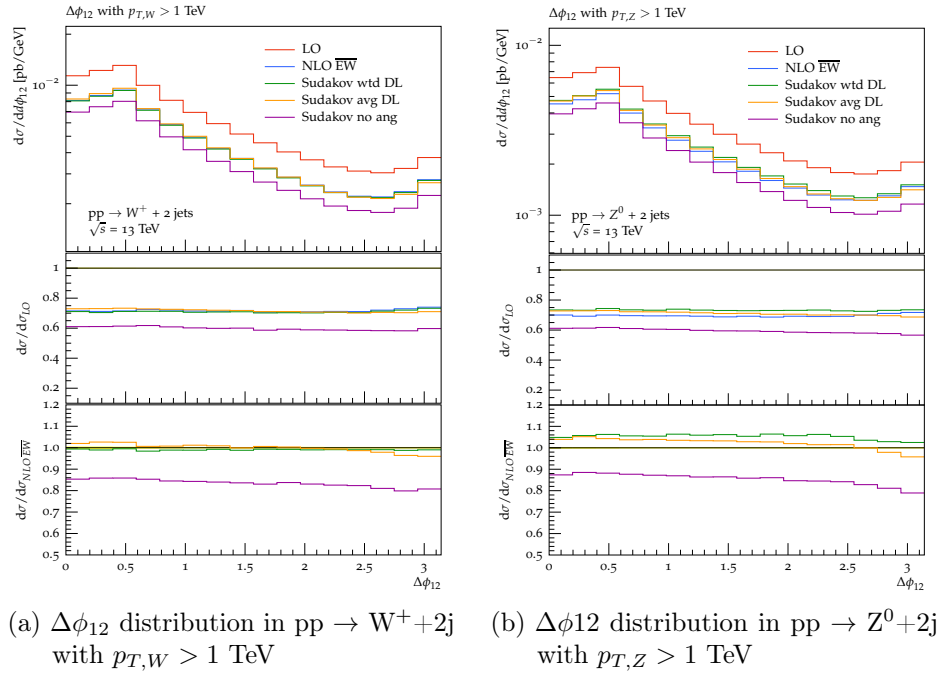 Δϕ12 with pT,W > 1 TeV
dσ/ddϕ12 [pb/GeV]
10−2
LO
NLO EW
Sudakov wtd DL
Sudakov avg DL
Sudakov no ang
pp → W+ + 2 jets
√s = 13 TeV
dσ/dσLO
1
0.8
0.6
0.4
0.2
dσ/dσNLO EW
1.2
1.1
1.0
0.9
0.8
0.7
0.6
0.5
0 0.5 1 1.5 2 2.5 3
Δϕ12
Δϕ12 with pT,Z > 1 TeV
dσ/ddϕ12 [pb/GeV]
10−2
10−3
LO
NLO EW
Sudakov wtd DL
Sudakov avg DL
Sudakov no ang
pp → Z0 + 2 jets
√s = 13 TeV
dσ/dσLO
1
0.8
0.6
0.4
0.2
dσ/dσNLO EW
1.2
1.1
1.0
0.9
0.8
0.7
0.6
0.5
0 0.5 1 1.5 2 2.5 3
Δϕ12
(a) Δϕ12 distribution in pp → W+ +2j
with pT,W > 1 TeV
(b) Δϕ12 distribution in pp → Z0+2j
with pT,Z > 1 TeV